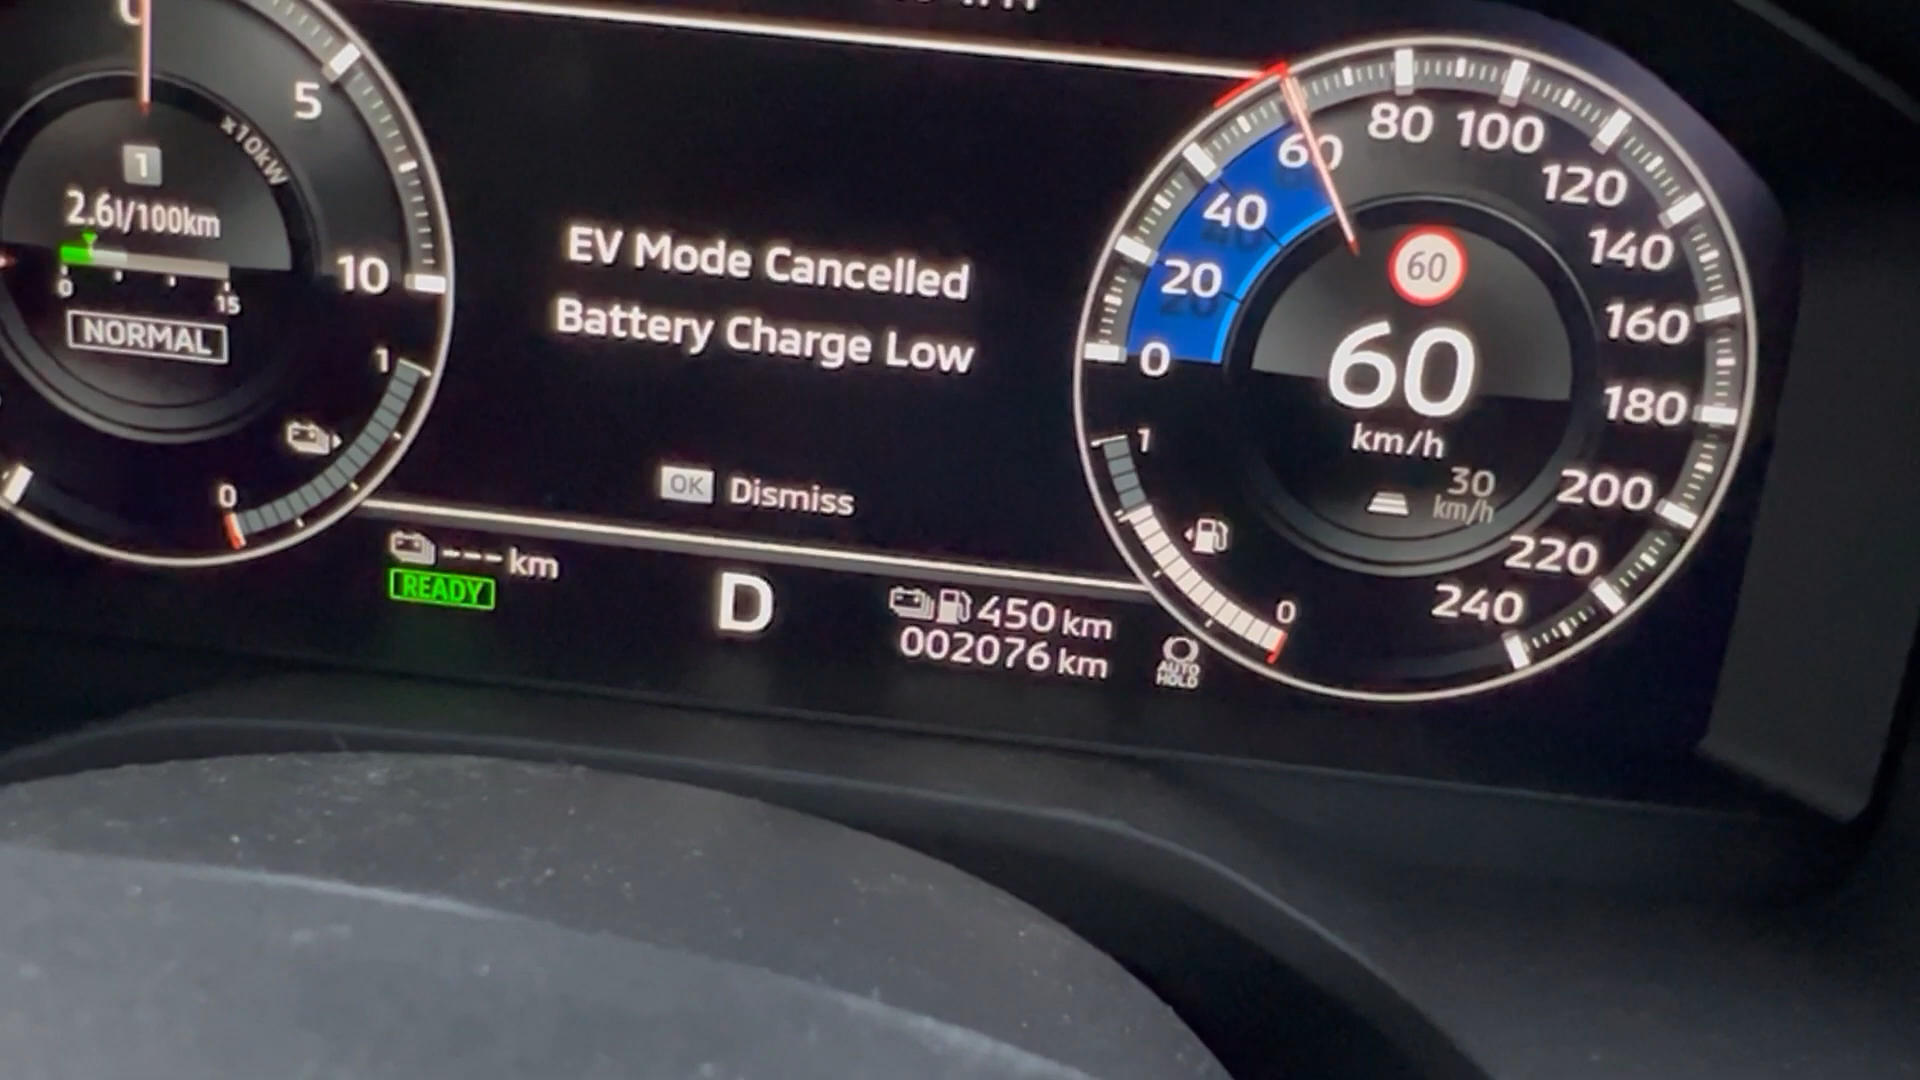 5
x10kW
1
2.6l/100km
0
15
NORMAL
10
1
0
EV Mode Cancelled
Battery Charge Low
OK Dismiss
--- km
READY
D
450 km
002076 km
AUTO
HOLD
0
20
40
60
80
100
120
140
160
180
200
220
240
60
60
km/h
30
km/h
1
0